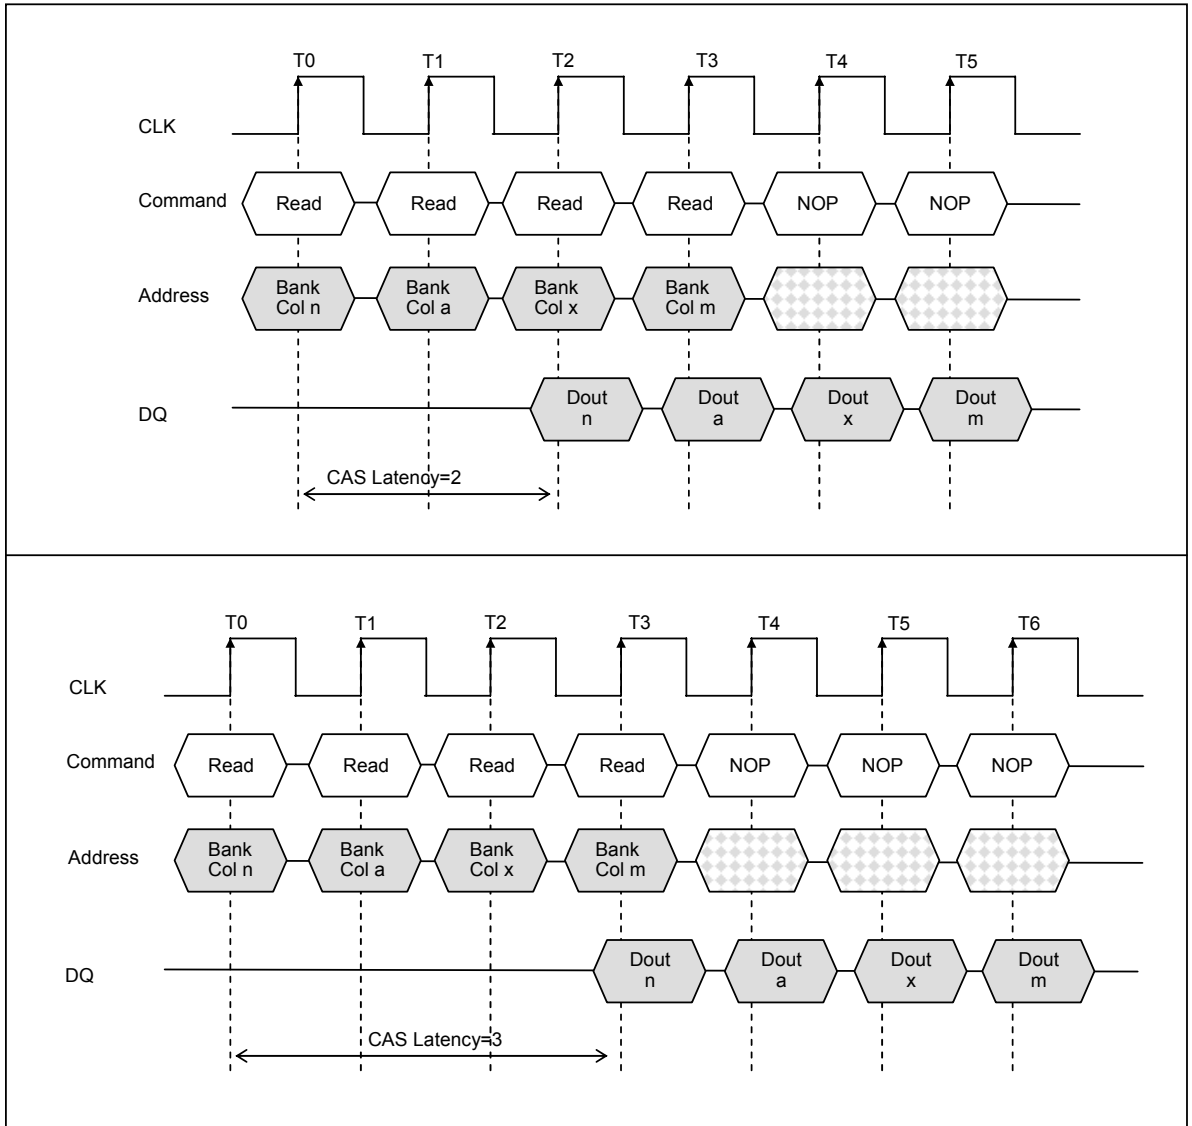 T0 T1 T2 T3 T4 T5
CLK
Command Read Read Read Read NOP NOP
Bank Bank Bank Bank
Address
Col n Col a Col x Col m
Dout Dout Dout Dout
DQ
n a x m
CAS Latency=2
T0 T1 T2 T3 T4 T5 T6
CLK
Command Read Read Read Read NOP NOP NOP
Bank Bank Bank Bank
Address
Col n Col a Col x Col m
Dout Dout Dout Dout
DQ
n a x m
CAS Latency=3